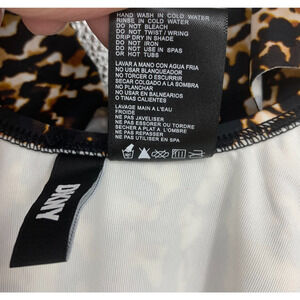 HAND WASH IN COLD WATER
RINSE IN COLD WATER
DO NOT BLEACH
DO NOT TWIST / WRING
DRIP DRY IN SHADE
DO NOT IRON
DO NOT USE IN SPAS
OR HOT TUBS
LAVAR A MANO CON AGUA FRIA
NO USAR BLANQUEADOR
NO TORCER O ESCURRIR
SECAR COLGADO A LA SOMBRA
NO PLANCHAR
NO USAR EN BALNEARIOS
O TINAS CALIENTES
LAVAGE MAIN A L'EAU
FROIDE
NE PAS JAVELISER
NE PAS ESSORER OU TORDRE
SECHER A PLAT A L'OMBRE
NE PAS REPASSER
NE PAS UTILISER DANS UN SPA
DKNY